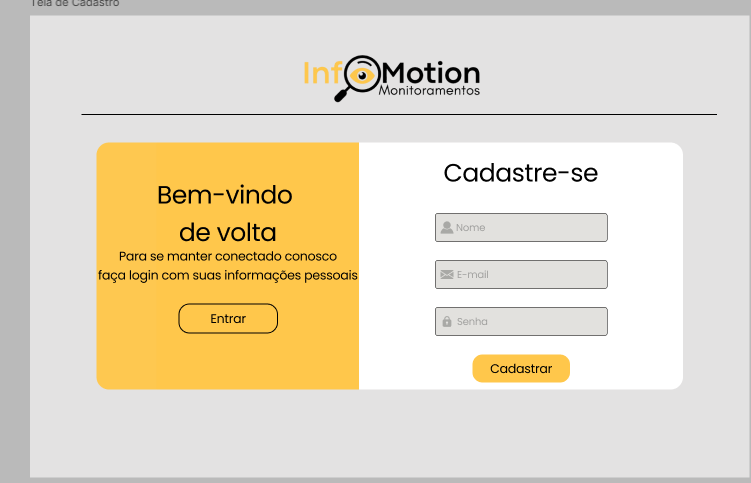 Tela de Cadastro
InfoMotion
Monitoramentos
Bem-vindo
de volta
Para se manter conectado conosco
faça login com suas informações pessoais
Entrar
Cadastre-se
Nome
E-mail
Senha
Cadastrar